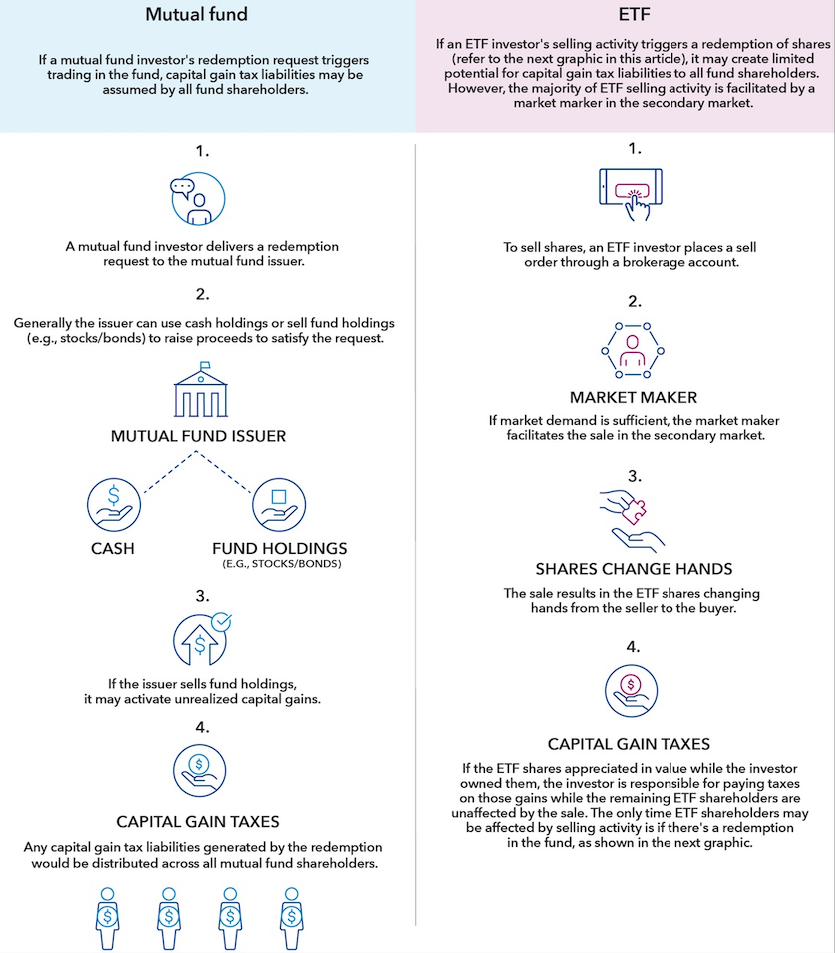 Mutual fund
If a mutual fund investor's redemption request triggers
trading in the fund, capital gain tax liabilities may be
assumed by all fund shareholders.
1.
A mutual fund investor delivers a redemption
request to the mutual fund issuer.
2.
Generally the issuer can use cash holdings or sell fund holdings
(e.g., stocks/bonds) to raise proceeds to satisfy the request.
MUTUAL FUND ISSUER
$
CASH
FUND HOLDINGS
(E.G., STOCKS/BONDS)
3.
$
If the issuer sells fund holdings,
it may activate unrealized capital gains.
4.
$
CAPITAL GAIN TAXES
Any capital gain tax liabilities generated by the redemption
would be distributed across all mutual fund shareholders.
$ $ $ $
ETF
If an ETF investor's selling activity triggers a redemption of shares
(refer to the next graphic in this article), it may create limited
potential for capital gain tax liabilities to all fund shareholders.
However, the majority of ETF selling activity is facilitated by a
market marker in the secondary market.
1.
To sell shares, an ETF investor places a sell
order through a brokerage account.
2.
MARKET MAKER
If market demand is sufficient, the market maker
facilitates the sale in the secondary market.
3.
SHARES CHANGE HANDS
The sale results in the ETF shares changing
hands from the seller to the buyer.
4.
$
CAPITAL GAIN TAXES
If the ETF shares appreciated in value while the investor
owned them, the investor is responsible for paying taxes
on those gains while the remaining ETF shareholders are
unaffected by the sale. The only time ETF shareholders may
be affected by selling activity is if there's a redemption
in the fund, as shown in the next graphic.